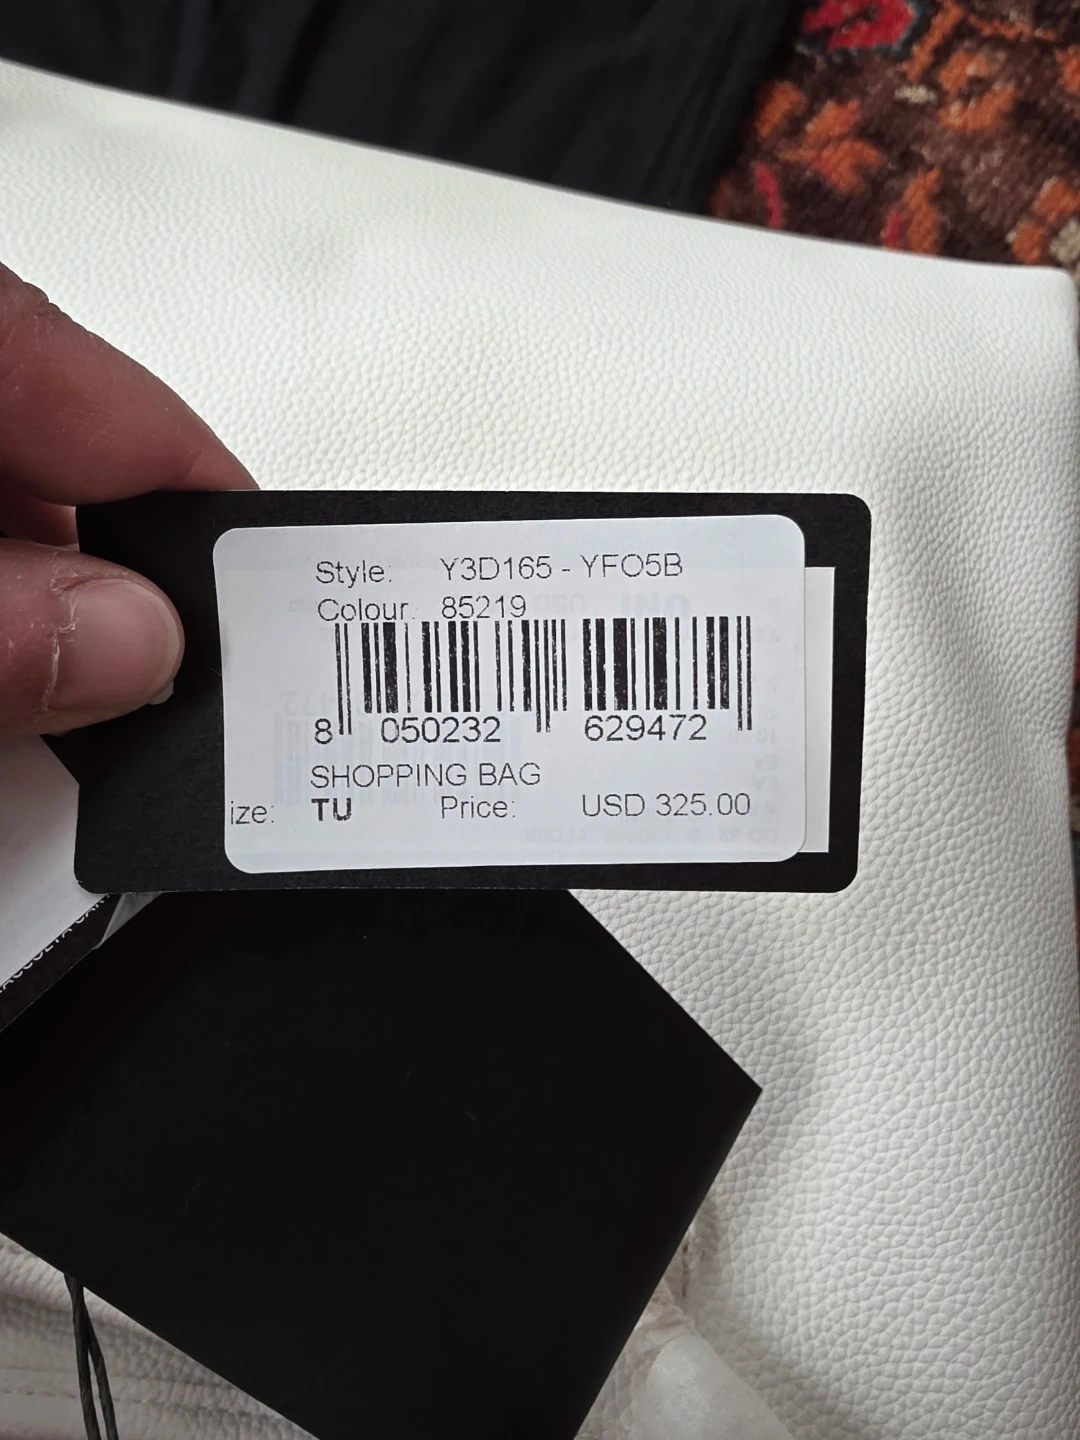 Style: Y3D165 - YFO5B
Colour: 85219
8 050232 629472
SHOPPING BAG
ize: TU Price: USD 325.00